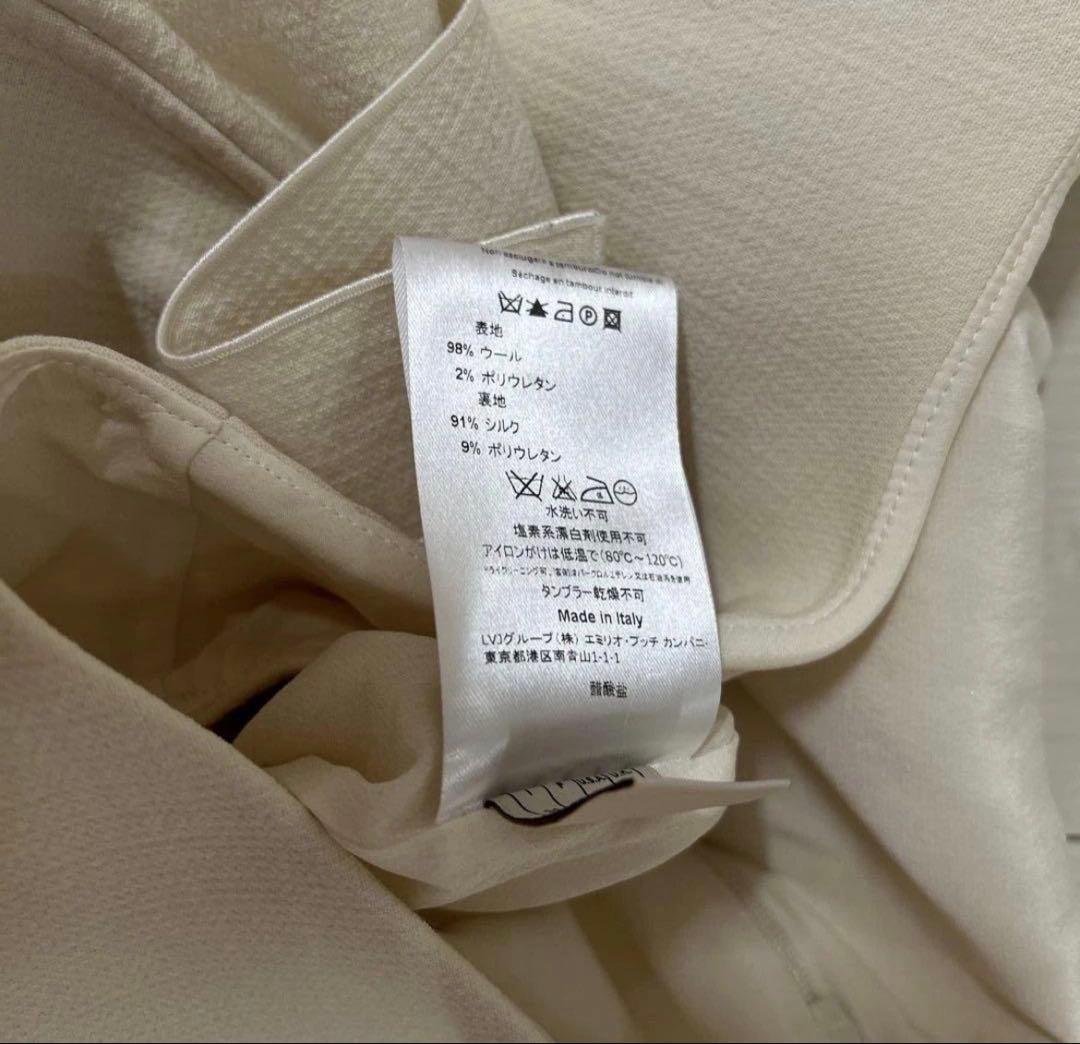 Séchage en tambour interdit
表地
98% ウール
2% ポリウレタン
裏地
91% シルク
9% ポリウレタン
水洗い不可
塩素系漂白剤使用不可
アイロンがけは低温で(80℃～120℃)
タンブラー乾燥不可
Made in Italy
LVJグループ(株) エミリオ・プッチ カンパニー
東京都港区南青山1-1-1
醋酸盐